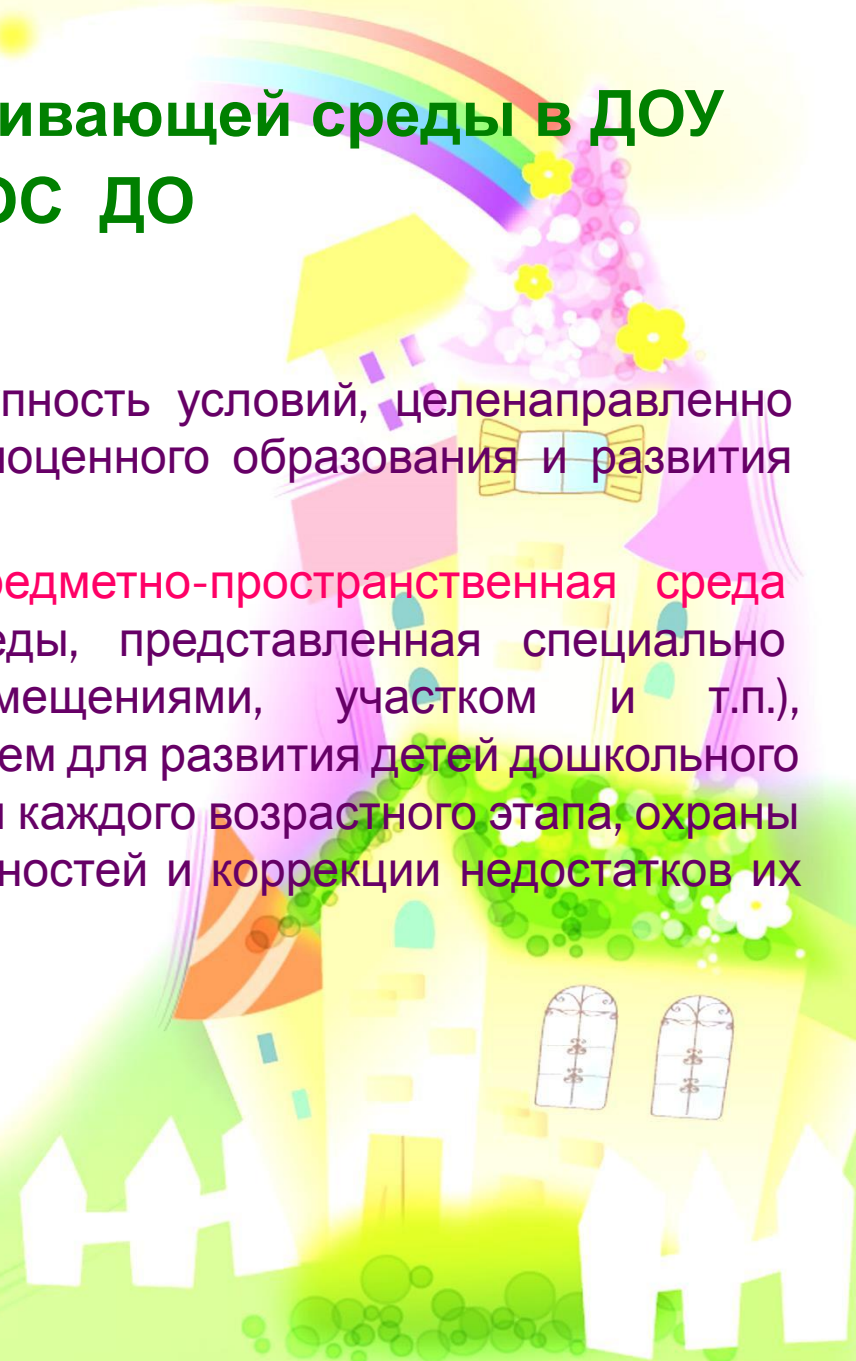 ивающей среды в ДОУ
ОС ДО
пность условий, целенаправленно
оценного образования и развития
редметно-пространственная среда
еды, представленная специально
мещениями, участком и т.п.),
ем для развития детей дошкольного
каждого возрастного этапа, охраны
ностей и коррекции недостатков их